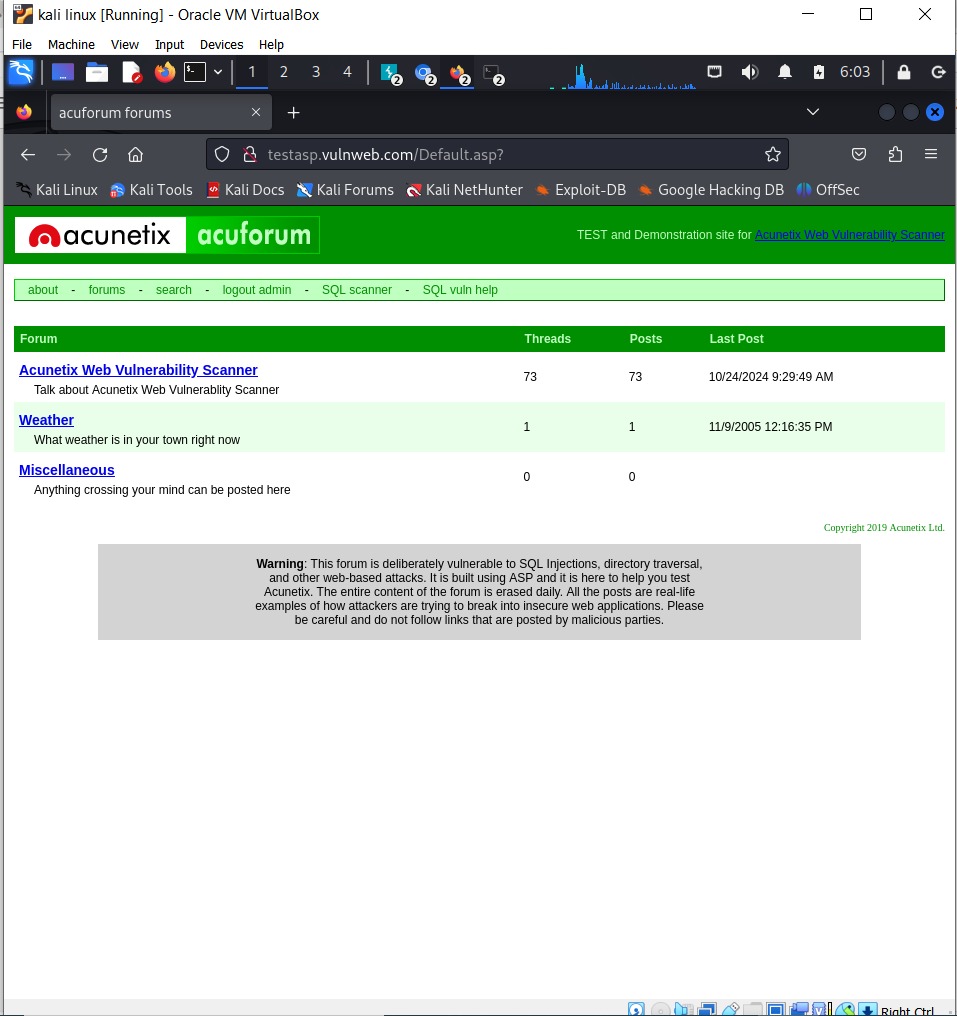 kali linux [Running] - Oracle VM VirtualBox
File Machine View Input Devices Help
1 2 3 4 2 2 2 2 6:03
acuforum forums
testasp.vulnweb.com/Default.asp?
Kali Linux Kali Tools Kali Docs Kali Forums Kali NetHunter Exploit-DB Google Hacking DB OffSec
acunetix acuforum TEST and Demonstration site for Acunetix Web Vulnerability Scanner
about - forums - search - logout admin - SQL scanner - SQL vuln help
Forum Threads Posts Last Post
Acunetix Web Vulnerability Scanner 73 73 10/24/2024 9:29:49 AM
Talk about Acunetix Web Vulnerablity Scanner
Weather 1 1 11/9/2005 12:16:35 PM
What weather is in your town right now
Miscellaneous 0 0
Anything crossing your mind can be posted here
Copyright 2019 Acunetix Ltd.
Warning: This forum is deliberately vulnerable to SQL Injections, directory traversal,
and other web-based attacks. It is built using ASP and it is here to help you test
Acunetix. The entire content of the forum is erased daily. All the posts are real-life
examples of how attackers are trying to break into insecure web applications. Please
be careful and do not follow links that are posted by malicious parties.
Right Ctrl